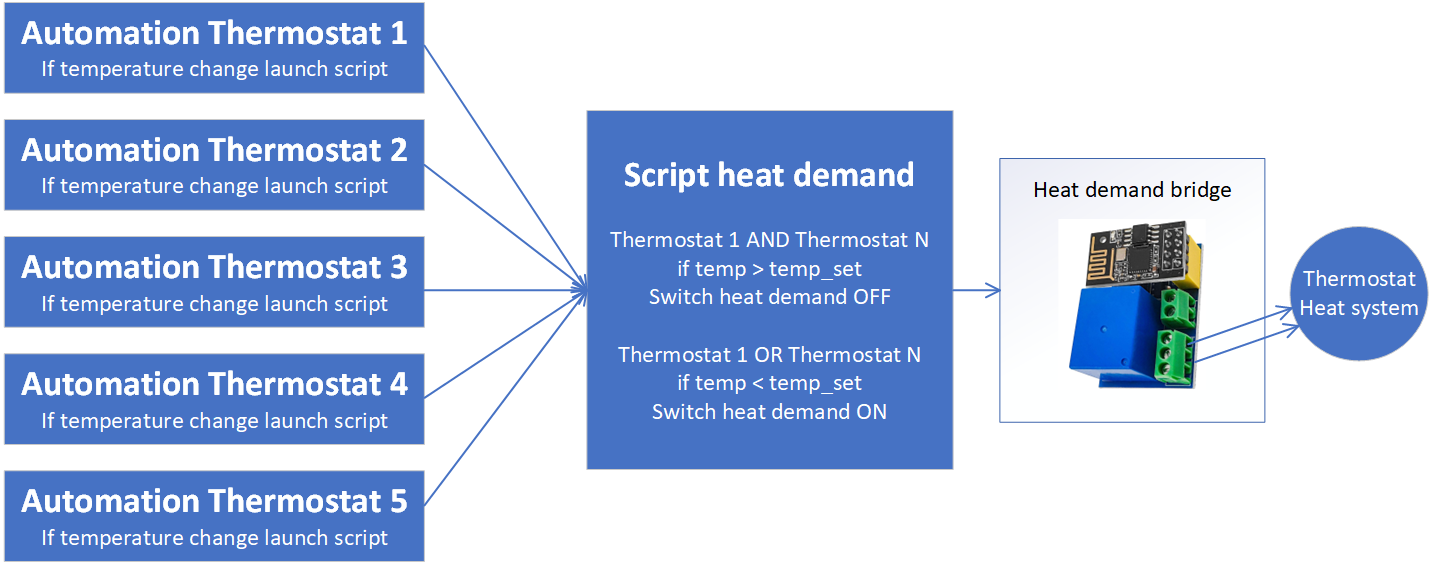 Automation Thermostat 1
If temperature change launch script
Automation Thermostat 2
If temperature change launch script
Automation Thermostat 3
If temperature change launch script
Automation Thermostat 4
If temperature change launch script
Automation Thermostat 5
If temperature change launch script
Script heat demand
Thermostat 1 AND Thermostat N
if temp > temp_set
Switch heat demand OFF
Thermostat 1 OR Thermostat N
if temp < temp_set
Switch heat demand ON
Heat demand bridge
Thermostat
Heat system